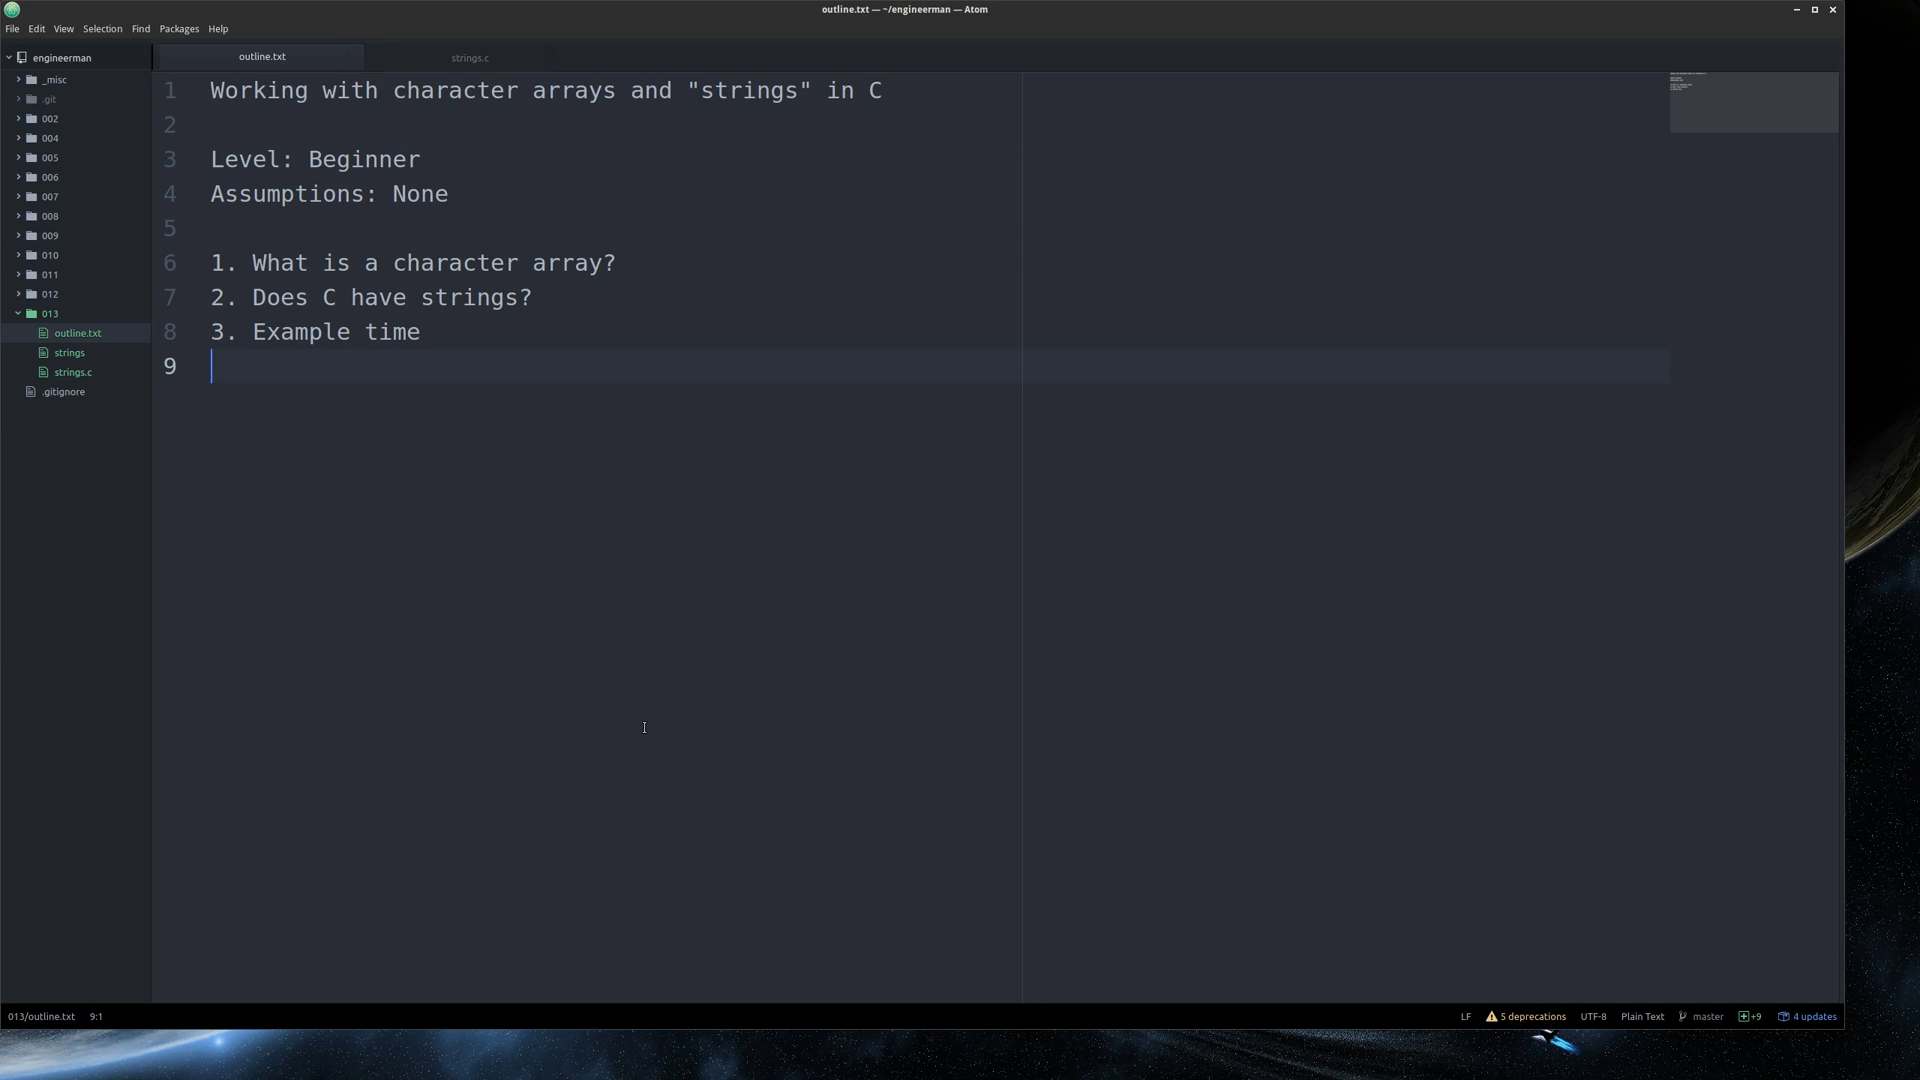 outline.txt — ~/engineerman — Atom
File Edit View Selection Find Packages Help
engineerman
_misc
.git
002
004
005
006
007
008
009
010
011
012
013
outline.txt
strings
strings.c
.gitignore
outline.txt strings.c
1 Working with character arrays and "strings" in C
2
3 Level: Beginner
4 Assumptions: None
5
6 1. What is a character array?
7 2. Does C have strings?
8 3. Example time
9
013/outline.txt 9:1 LF 5 deprecations UTF-8 Plain Text master +9 4 updates